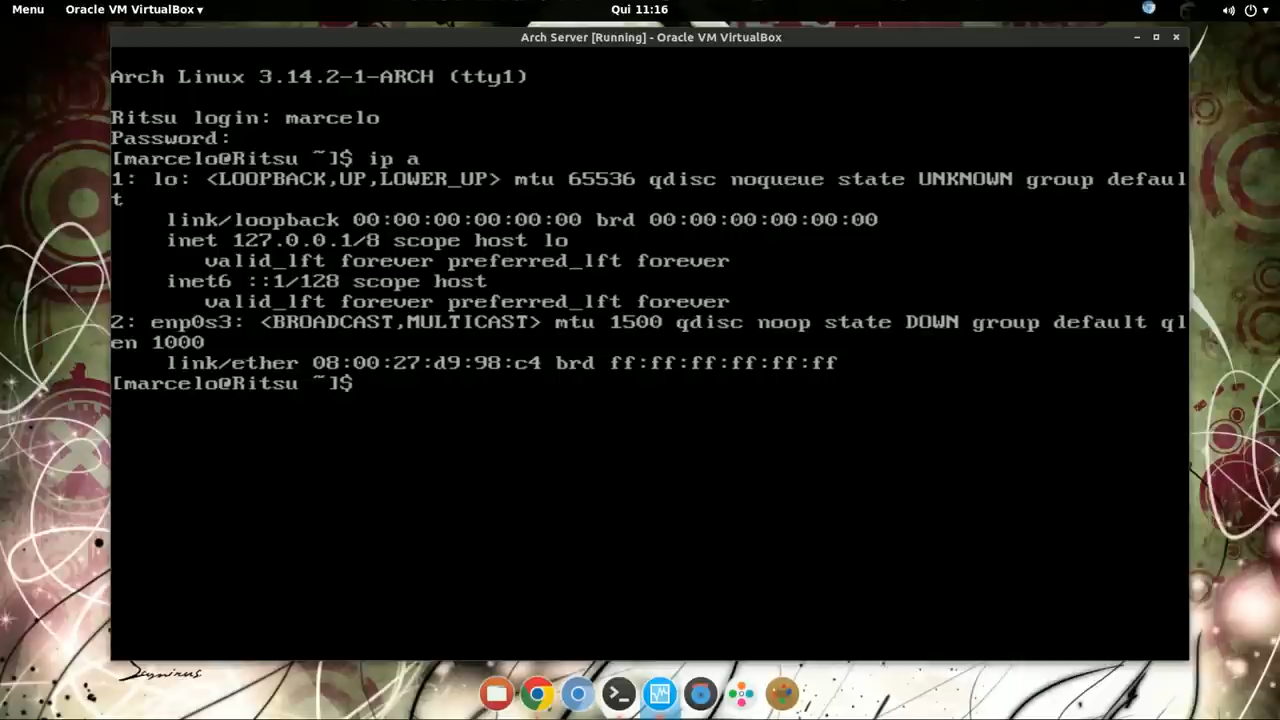 Menu Oracle VM VirtualBox ▾ Qui 11:16
Arch Server [Running] - Oracle VM VirtualBox
Arch Linux 3.14.2-1-ARCH (tty1)
Ritsu login: marcelo
Password:
[marcelo@Ritsu ~]$ ip a
1: lo: <LOOPBACK,UP,LOWER_UP> mtu 65536 qdisc noqueue state UNKNOWN group defaul
t
    link/loopback 00:00:00:00:00:00 brd 00:00:00:00:00:00
    inet 127.0.0.1/8 scope host lo
       valid_lft forever preferred_lft forever
    inet6 ::1/128 scope host
       valid_lft forever preferred_lft forever
2: enp0s3: <BROADCAST,MULTICAST> mtu 1500 qdisc noop state DOWN group default ql
en 1000
    link/ether 08:00:27:d9:98:c4 brd ff:ff:ff:ff:ff:ff
[marcelo@Ritsu ~]$